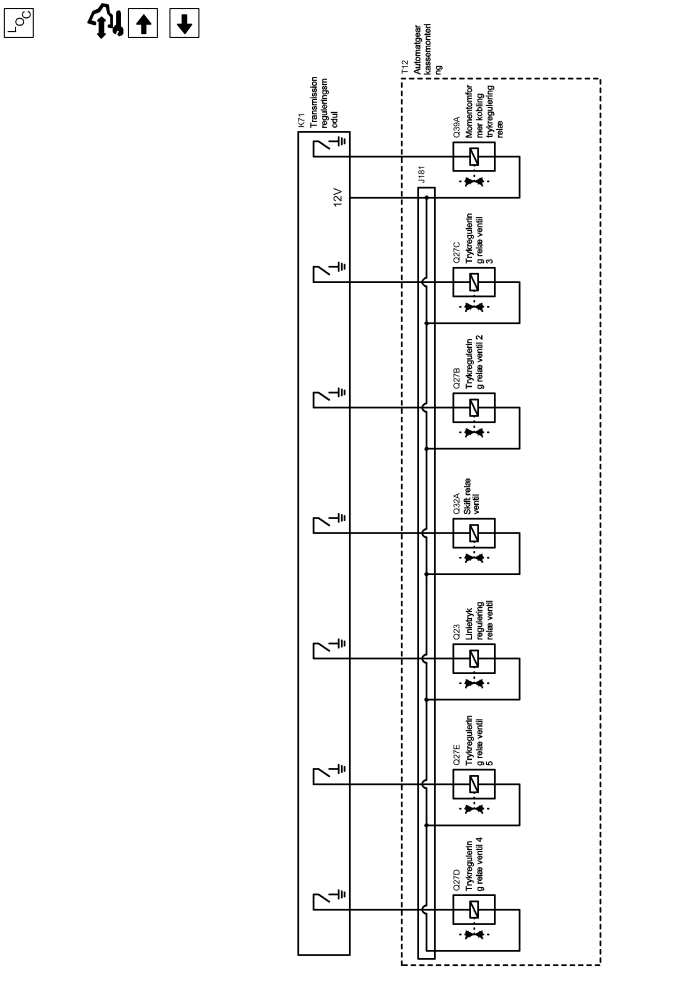 LOC
K71
Transmission
reguleringsm
odul
12V
T12
Automatgear
kassemonteri
ng
J181
Q39A
Momentomfor
mer kobling
trykregulering
relæ
Q27C
Trykregulerin
g relæ ventil
3
Q27B
Trykregulerin
g relæ ventil 2
Q32A
Skift relæ
ventil
Q23
Linietryk
regulering
relæ ventil
Q27E
Trykregulerin
g relæ ventil
5
Q27D
Trykregulerin
g relæ ventil 4